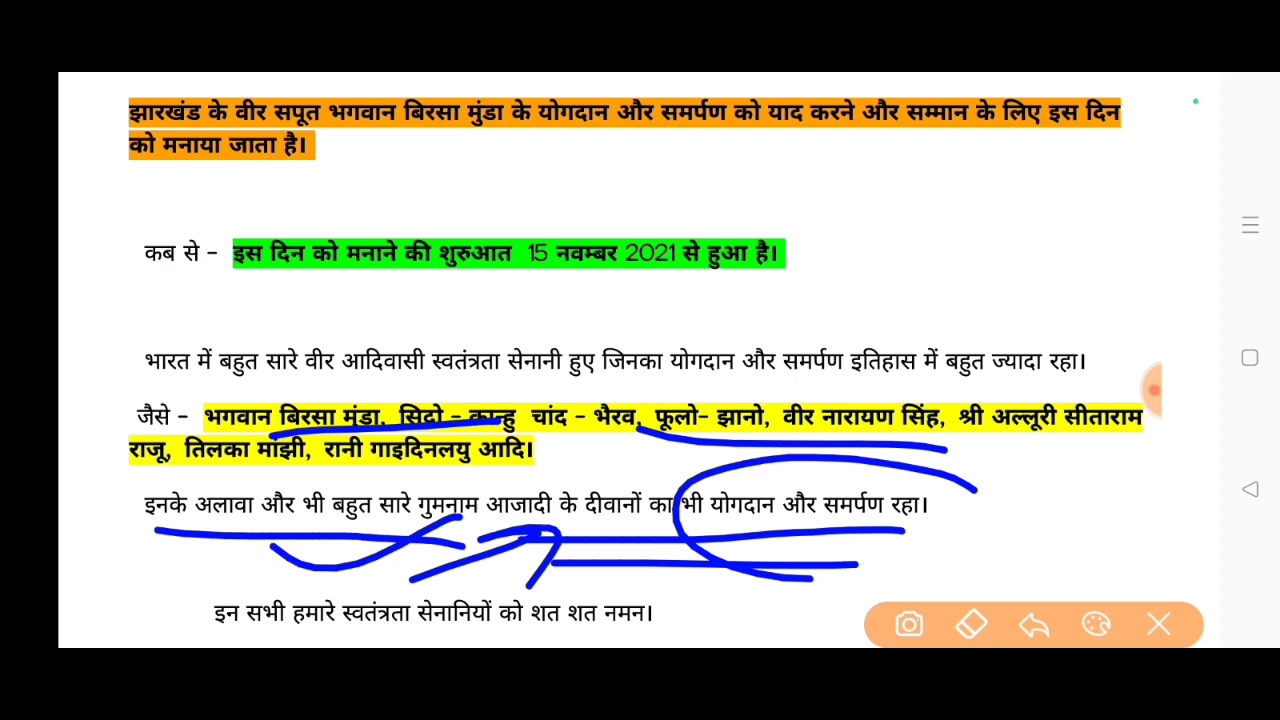 झारखंड के वीर सपूत भगवान बिरसा मुंडा के योगदान और समर्पण को याद करने और सम्मान के लिए इस दिन
को मनाया जाता है।
कब से - इस दिन को मनाने की शुरुआत 15 नवम्बर 2021 से हुआ है।
भारत में बहुत सारे वीर आदिवासी स्वतंत्रता सेनानी हुए जिनका योगदान और समर्पण इतिहास में बहुत ज्यादा रहा।
जैसे - भगवान बिरसा मुंडा, सिदो - कान्हु चांद - भैरव, फूलो- झानो, वीर नारायण सिंह, श्री अल्लूरी सीताराम
राजू, तिलका मांझी, रानी गाइदिनलयु आदि।
इनके अलावा और भी बहुत सारे गुमनाम आजादी के दीवानों का भी योगदान और समर्पण रहा।
इन सभी हमारे स्वतंत्रता सेनानियों को शत शत नमन।